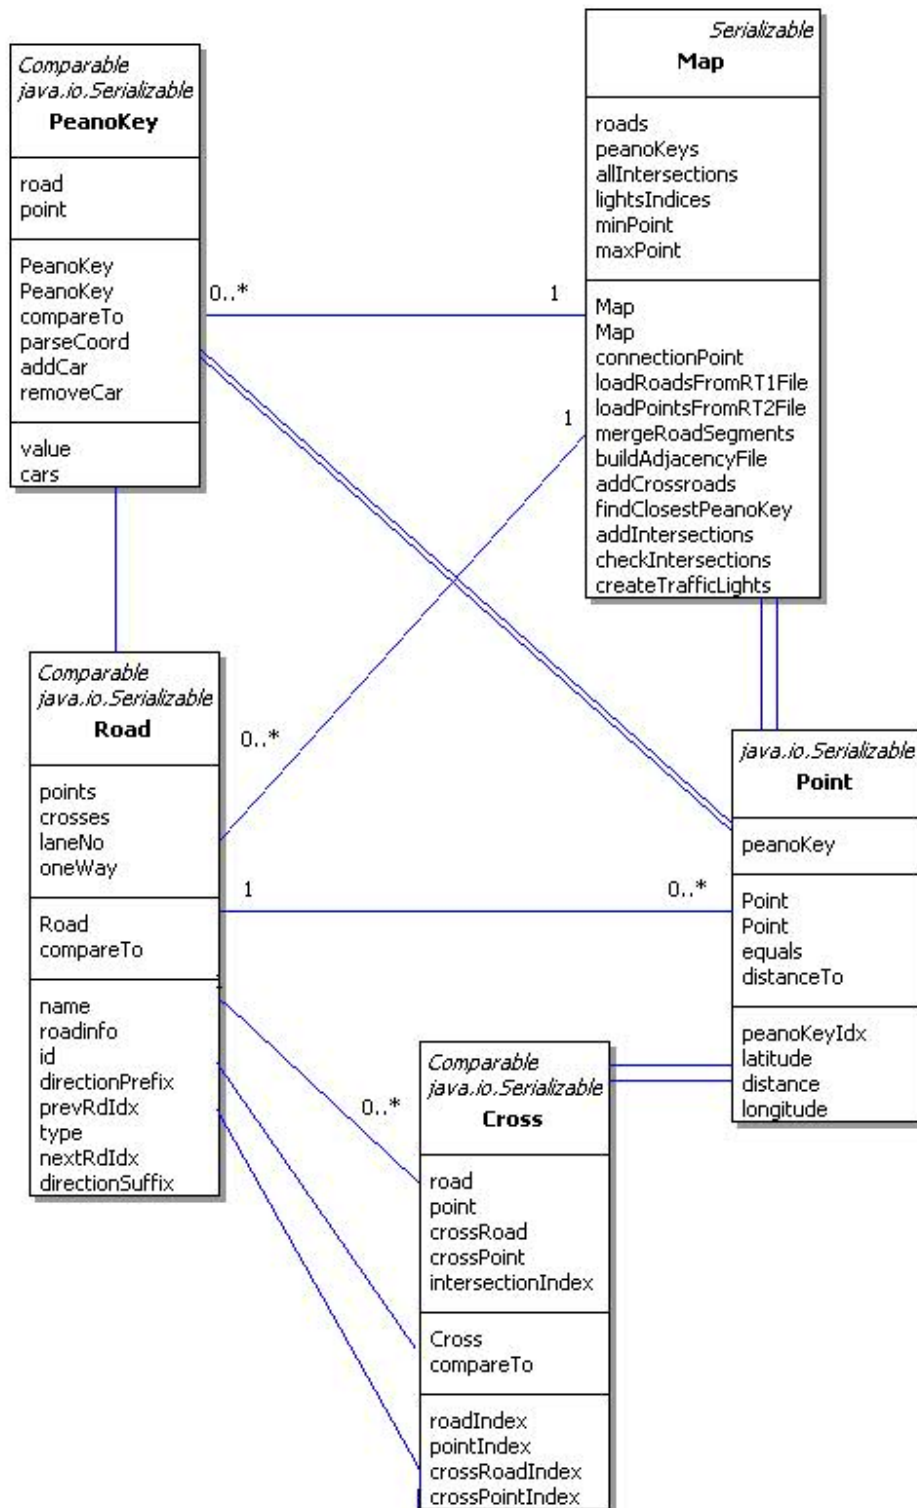 Comparable
java.io.Serializable
PeanoKey
road
point
PeanoKey
PeanoKey
compareTo
parseCoord
addCar
removeCar
value
cars
Serializable
Map
roads
peanoKeys
allIntersections
lightsIndices
minPoint
maxPoint
Map
Map
connectionPoint
loadRoadsFromRT1File
loadPointsFromRT2File
mergeRoadSegments
buildAdjacencyFile
addCrossroads
findClosestPeanoKey
addIntersections
checkIntersections
createTrafficLights
0..*
1
1
0..*
Comparable
java.io.Serializable
Road
points
crosses
laneNo
oneWay
Road
compareTo
name
roadinfo
id
directionPrefix
prevRdIdx
type
nextRdIdx
directionSuffix
1
0..*
java.io.Serializable
Point
peanoKey
Point
Point
equals
distanceTo
peanoKeyIdx
latitude
distance
longitude
0..*
Comparable
java.io.Serializable
Cross
road
point
crossRoad
crossPoint
intersectionIndex
Cross
compareTo
roadIndex
pointIndex
crossRoadIndex
crossPointIndex